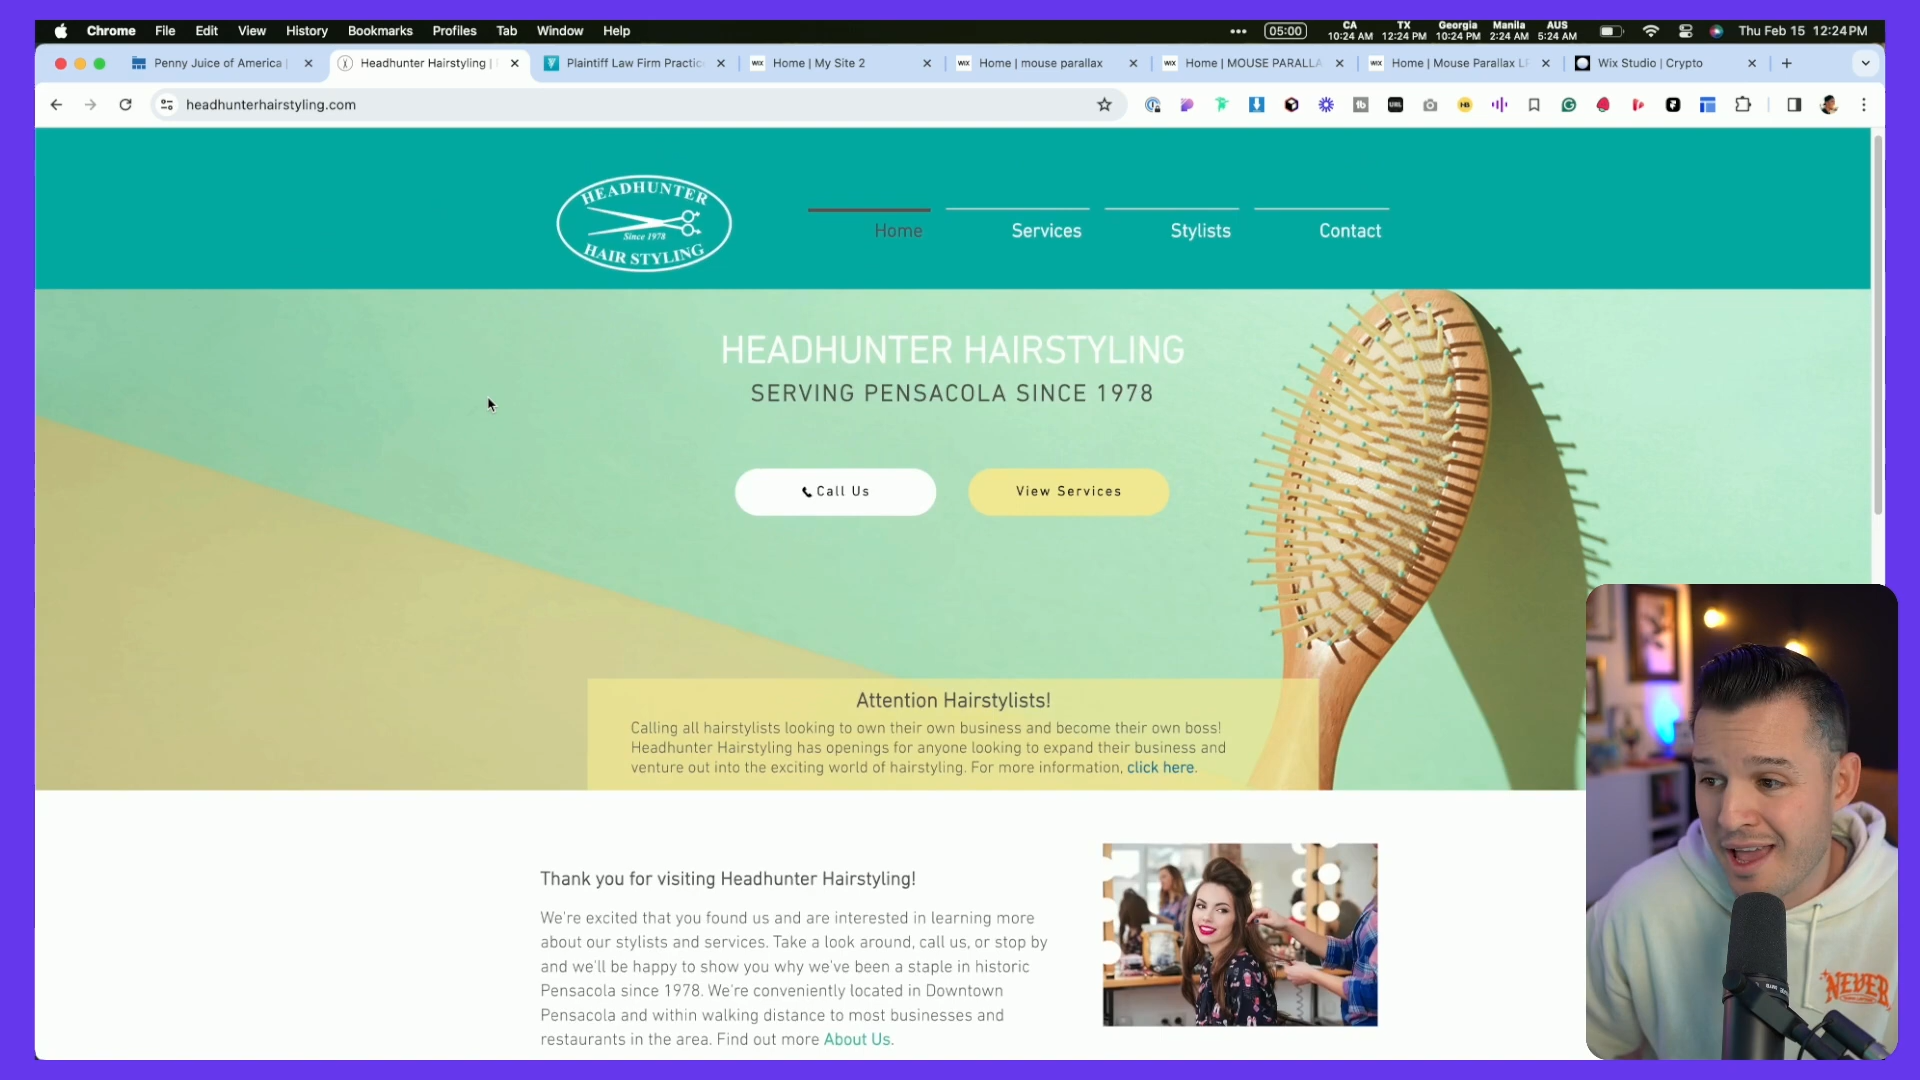 Chrome File Edit View History Bookmarks Profiles Tab Window Help
05:00
CA TX Georgia Manila AUS
10:24 AM 12:24 PM 10:24 PM 2:24 AM 5:24 AM
Thu Feb 15 12:24 PM
Penny Juice of America |
Headhunter Hairstyling |
Plaintiff Law Firm Practic
WIX Home | My Site 2
WIX Home | mouse parallax
WIX Home | MOUSE PARALLA
WIX Home | Mouse Parallax LP
Wix Studio | Crypto
headhunterhairstyling.com
HEADHUNTER
Since 1978
HAIR STYLING
Home
Services
Stylists
Contact
HEADHUNTER HAIRSTYLING
SERVING PENSACOLA SINCE 1978
Call Us
View Services
Attention Hairstylists!
Calling all hairstylists looking to own their own business and become their own boss!
Headhunter Hairstyling has openings for anyone looking to expand their business and
venture out into the exciting world of hairstyling. For more information, click here.
Thank you for visiting Headhunter Hairstyling!
We're excited that you found us and are interested in learning more
about our stylists and services. Take a look around, call us, or stop by
and we'll be happy to show you why we've been a staple in historic
Pensacola since 1978. We're conveniently located in Downtown
Pensacola and within walking distance to most businesses and
restaurants in the area. Find out more About Us.
NEVER